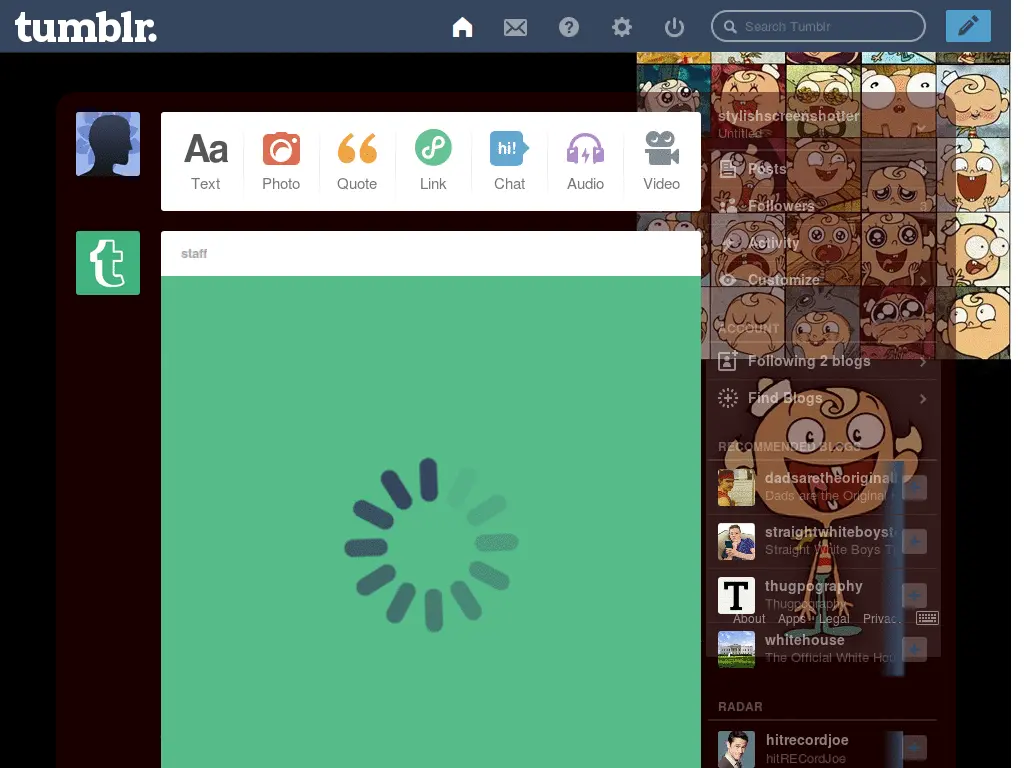 tumblr.
Search Tumblr
Aa
hi!
Text Photo Quote Link Chat Audio Video
staff
stylishscreenshotter
Untitled
Posts
Followers
Activity
Customize
ACCOUNT
Following 2 blogs
Find Blogs
RECOMMENDED BLOGS
dadsaretheoriginal
Dads are the Original
straightwhiteboyst
Straight White Boys T
T
thugpography
Thugpography
About Apps Legal Privac
whitehouse
The Official White Hou
RADAR
hitrecordjoe
hitRECordJoe